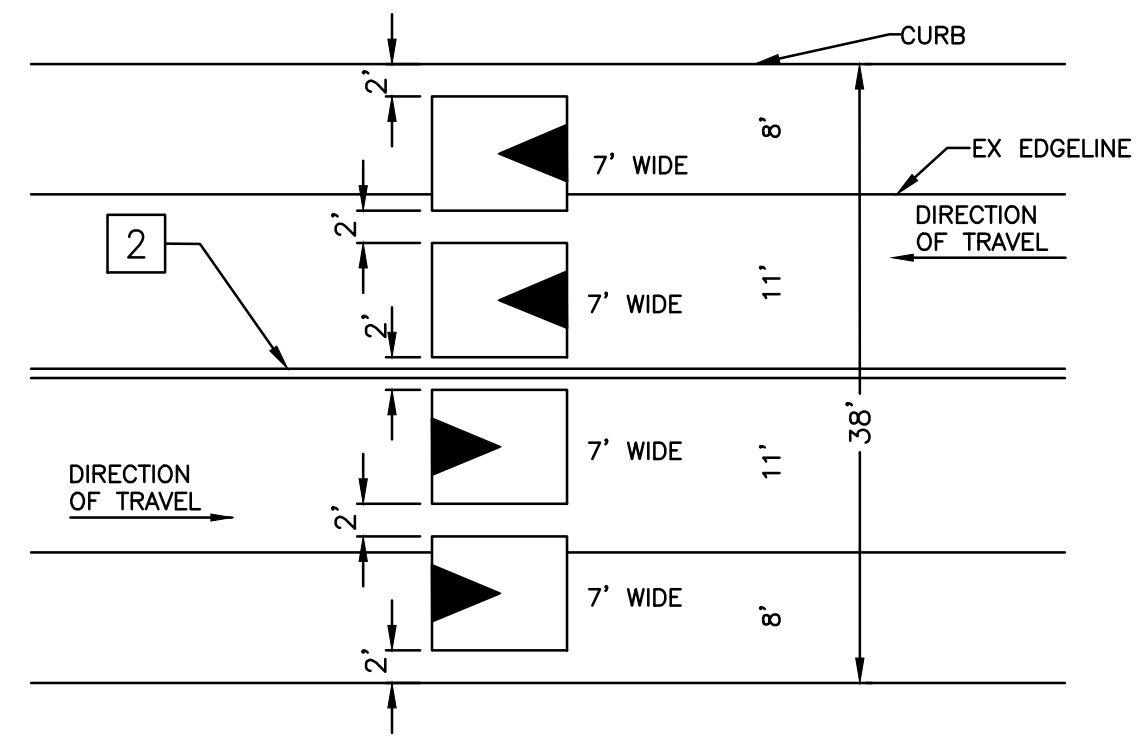 CURB
2'
8'
EX EDGELINE
7' WIDE
2'
DIRECTION
OF TRAVEL
2
11'
7' WIDE
2'
38'
7' WIDE
11'
DIRECTION
OF TRAVEL
2'
7' WIDE
8'
2'